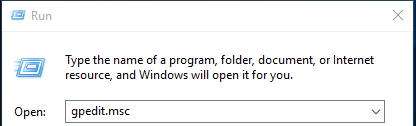 Run
Type the name of a program, folder, document, or Internet
resource, and Windows will open it for you.
Open: gpedit.msc